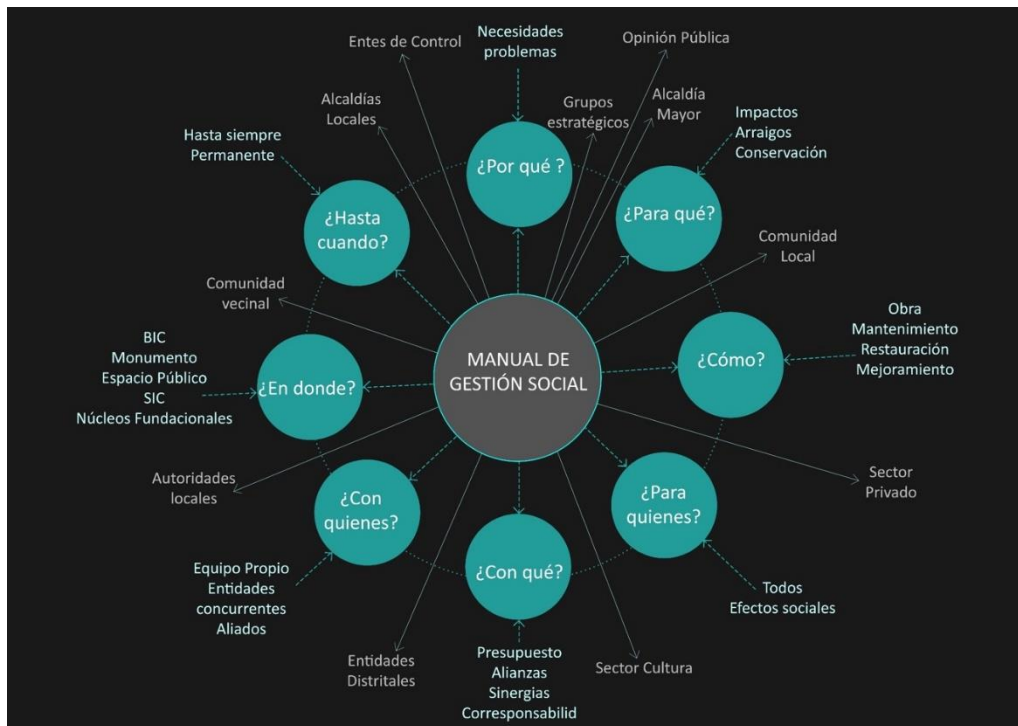 Necesidades
problemas
Entes de Control
Opinión Pública
Alcaldías
Locales
Grupos
estratégicos
Alcaldía
Mayor
Impactos
Arraigos
Conservación
Hasta siempre
Permanente
¿Por qué ?
¿Para qué?
¿Hasta
cuando?
Comunidad
Local
Comunidad
vecinal
Obra
Mantenimiento
Restauración
Mejoramiento
¿Cómo?
MANUAL DE
GESTIÓN SOCIAL
¿En donde?
BIC
Monumento
Espacio Público
SIC
Núcleos Fundacionales
Autoridades
locales
Sector
Privado
¿Con
quienes?
¿Para
quienes?
¿Con qué?
Equipo Propio
Entidades
concurrentes
Aliados
Todos
Efectos sociales
Entidades
Distritales
Presupuesto
Alianzas
Sinergias
Corresponsabilid
Sector Cultura